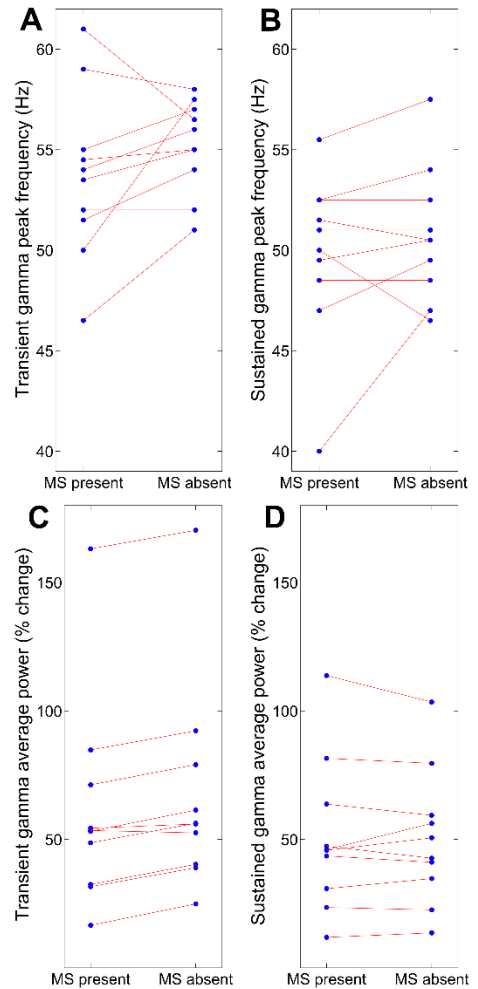 A
B
Transient gamma peak frequency (Hz)
60
55
50
45
40
MS present MS absent
Sustained gamma peak frequency (Hz)
60
55
50
45
40
MS present MS absent
C
D
Transient gamma average power (% change)
150
100
50
MS present MS absent
Sustained gamma average power (% change)
150
100
50
MS present MS absent